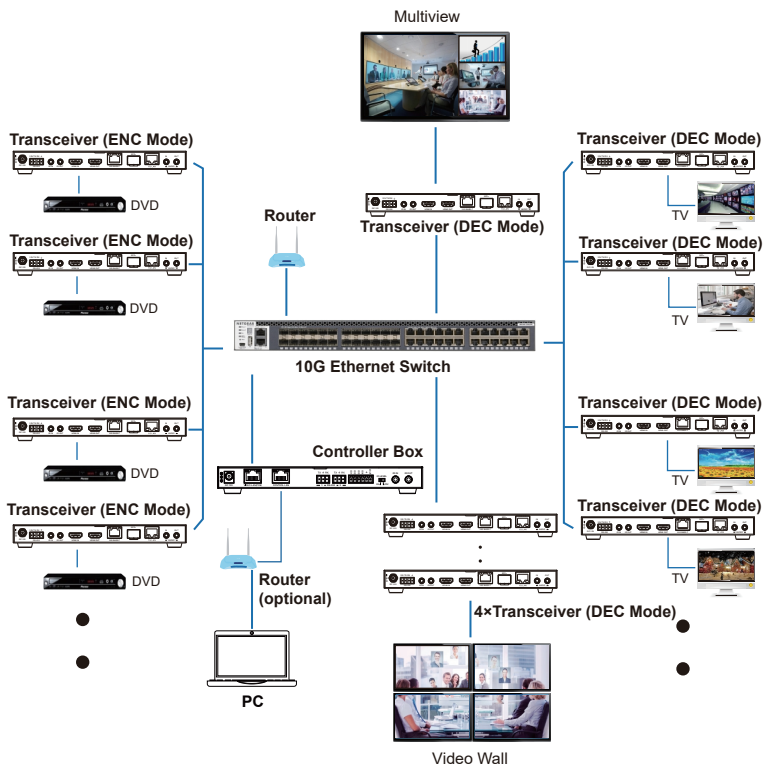 Multiview
Transceiver (ENC Mode)
DVD
Transceiver (ENC Mode)
DVD
Router
Transceiver (DEC Mode)
Transceiver (DEC Mode)
TV
Transceiver (DEC Mode)
TV
NETGEAR
10G Ethernet Switch
Transceiver (ENC Mode)
DVD
Transceiver (ENC Mode)
DVD
Controller Box
Router
(optional)
PC
Transceiver (DEC Mode)
TV
Transceiver (DEC Mode)
TV
4×Transceiver (DEC Mode)
Video Wall